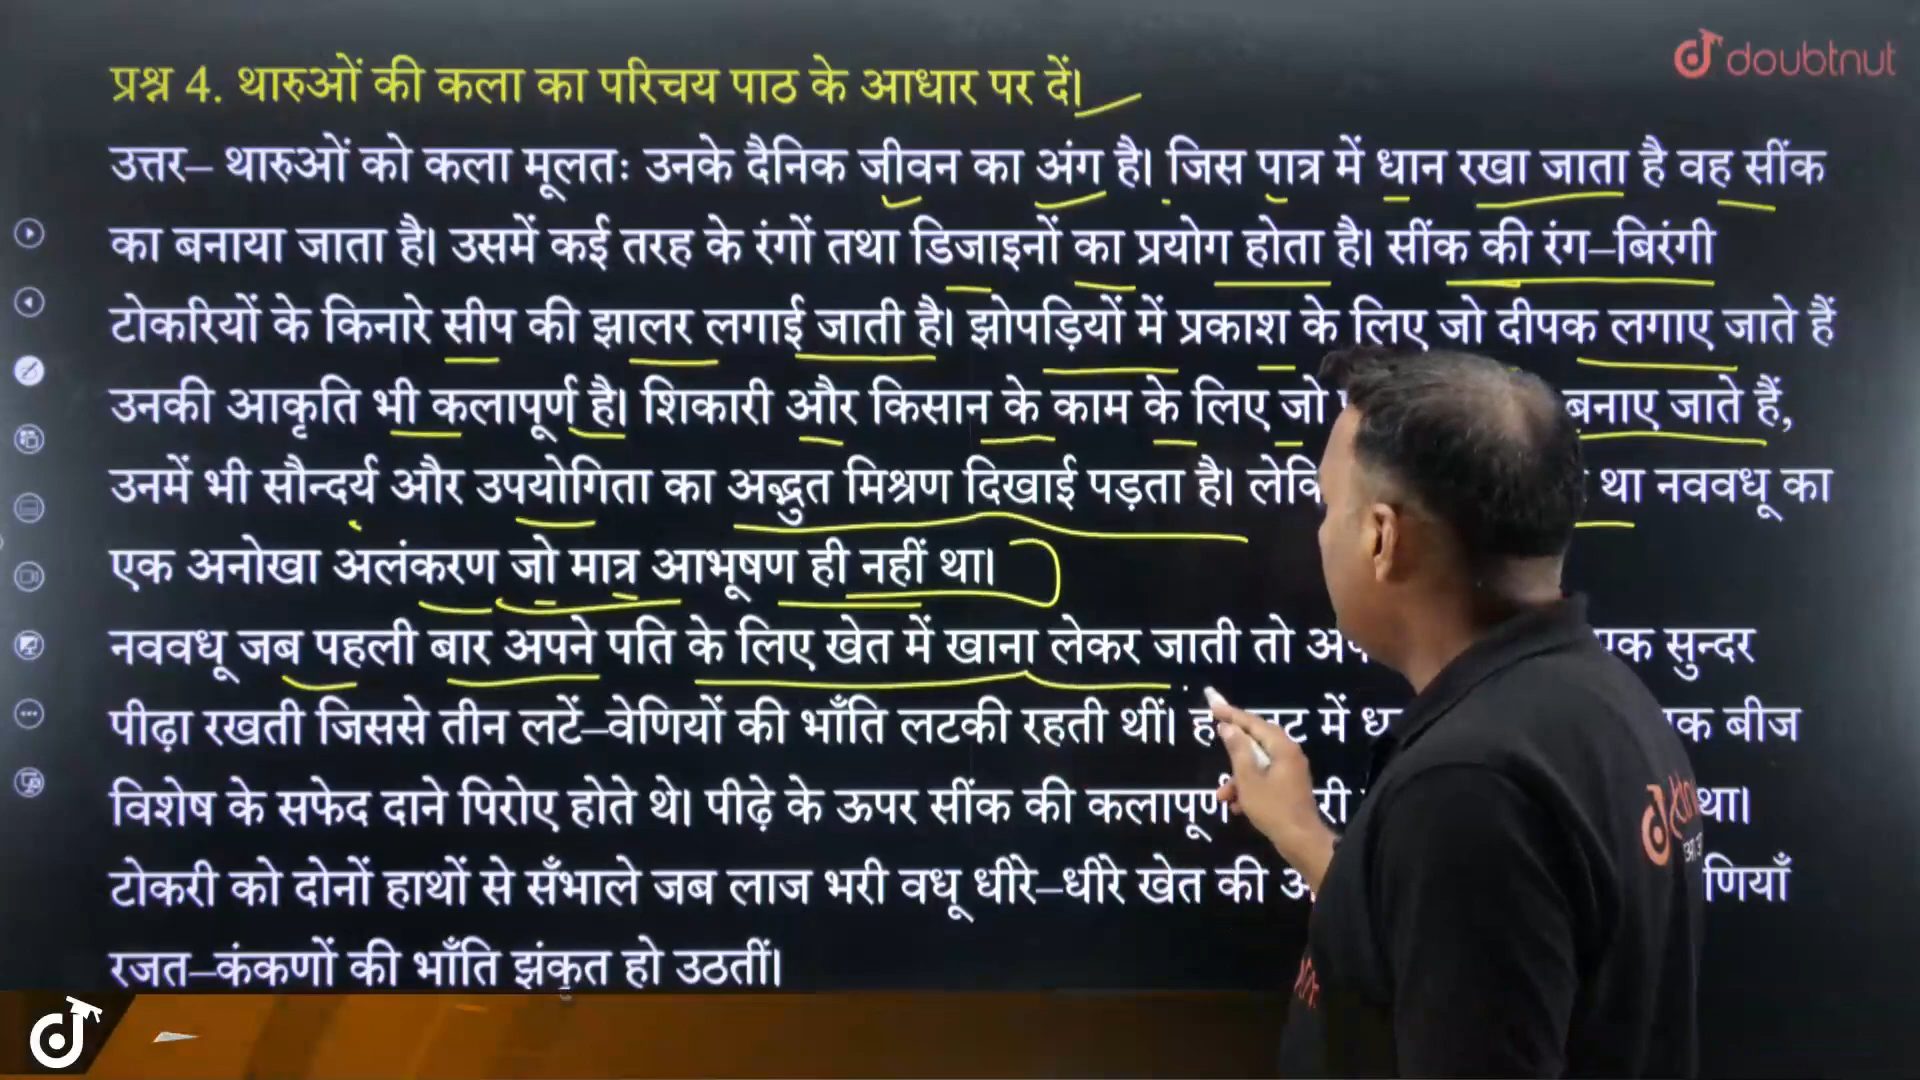 doubtnut
प्रश्न 4. थारुओं की कला का परिचय पाठ के आधार पर दें।
उत्तर– थारुओं को कला मूलतः उनके दैनिक जीवन का अंग है। जिस पात्र में धान रखा जाता है वह सींक
का बनाया जाता है। उसमें कई तरह के रंगों तथा डिजाइनों का प्रयोग होता है। सींक की रंग–बिरंगी
टोकरियों के किनारे सीप की झालर लगाई जाती है। झोपड़ियों में प्रकाश के लिए जो दीपक लगाए जाते हैं
उनकी आकृति भी कलापूर्ण है। शिकारी और किसान के काम के लिए जो बनाए जाते हैं,
उनमें भी सौन्दर्य और उपयोगिता का अद्भुत मिश्रण दिखाई पड़ता है। था नववधू का
एक अनोखा अलंकरण जो मात्र आभूषण ही नहीं था।
नववधू जब पहली बार अपने पति के लिए खेत में खाना लेकर जाती तो एक सुन्दर
पीढ़ा रखती जिससे तीन लटें–वेणियों की भाँति लटकी रहती थीं। में बीज
विशेष के सफेद दाने पिरोए होते थे। पीढ़े के ऊपर सींक की कलापूर्ण था।
टोकरी को दोनों हाथों से सँभाले जब लाज भरी वधू धीरे–धीरे खेत की
रजत–कंकणों की भाँति झंकृत हो उठतीं।